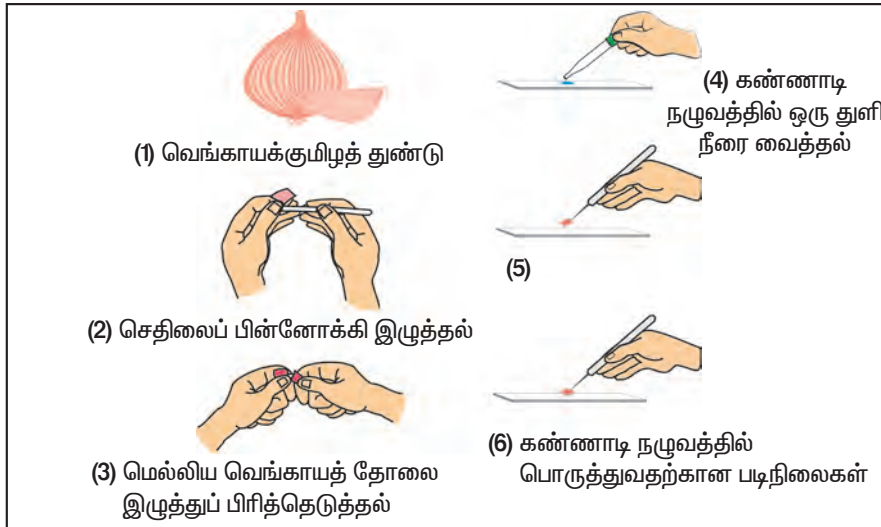 (1) வெங்காயக்குமிழத் துண்டு
(2) செதிலைப் பின்னோக்கி இழுத்தல்
(3) மெல்லிய வெங்காயத் தோலை
இழுத்துப் பிரித்தெடுத்தல்
(4) கண்ணாடி
நழுவத்தில் ஒரு துளி
நீரை வைத்தல்
(5)
(6) கண்ணாடி நழுவத்தில்
பொருத்துவதற்கான படிநிலைகள்